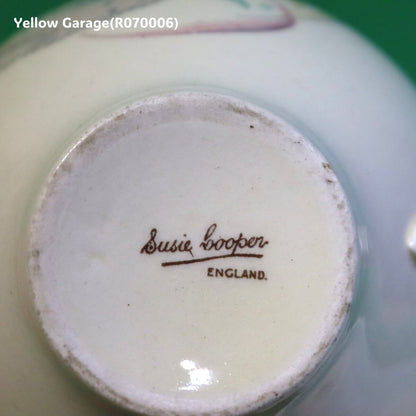 Yellow Garage(R070006)
Susie Cooper
ENGLAND.